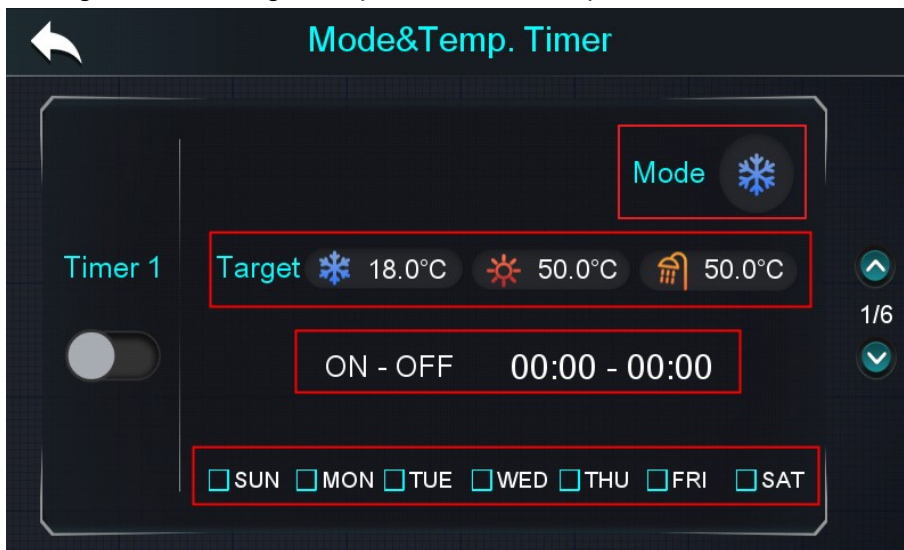 Mode&Temp. Timer
Mode
Timer 1
Target 18.0°C 50.0°C 50.0°C
1/6
ON - OFF 00:00 - 00:00
SUN MON TUE WED THU FRI SAT